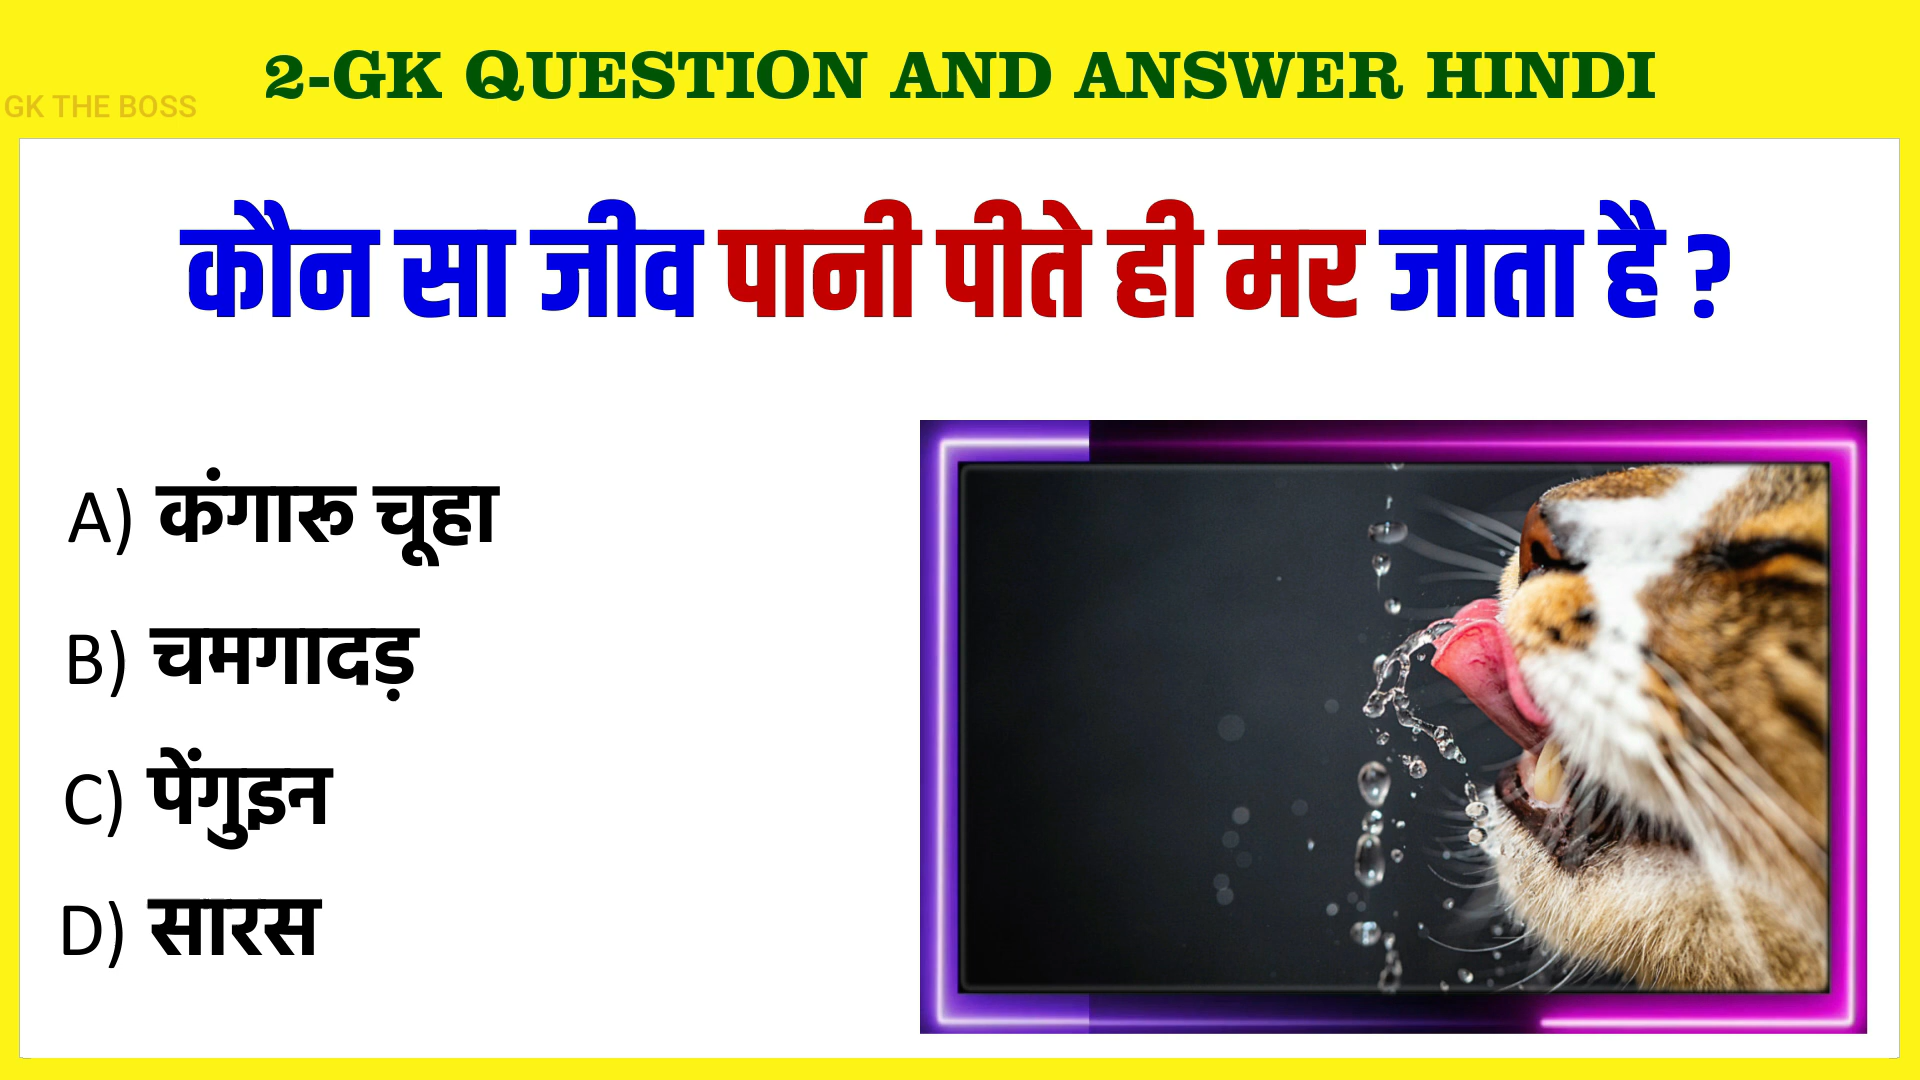 2-GK QUESTION AND ANSWER HINDI
GK THE BOSS
कौन सा जीव पानी पीते ही मर जाता है ?
A) कंगारू चूहा
B) चमगादड़
C) पेंगुइन
D) सारस